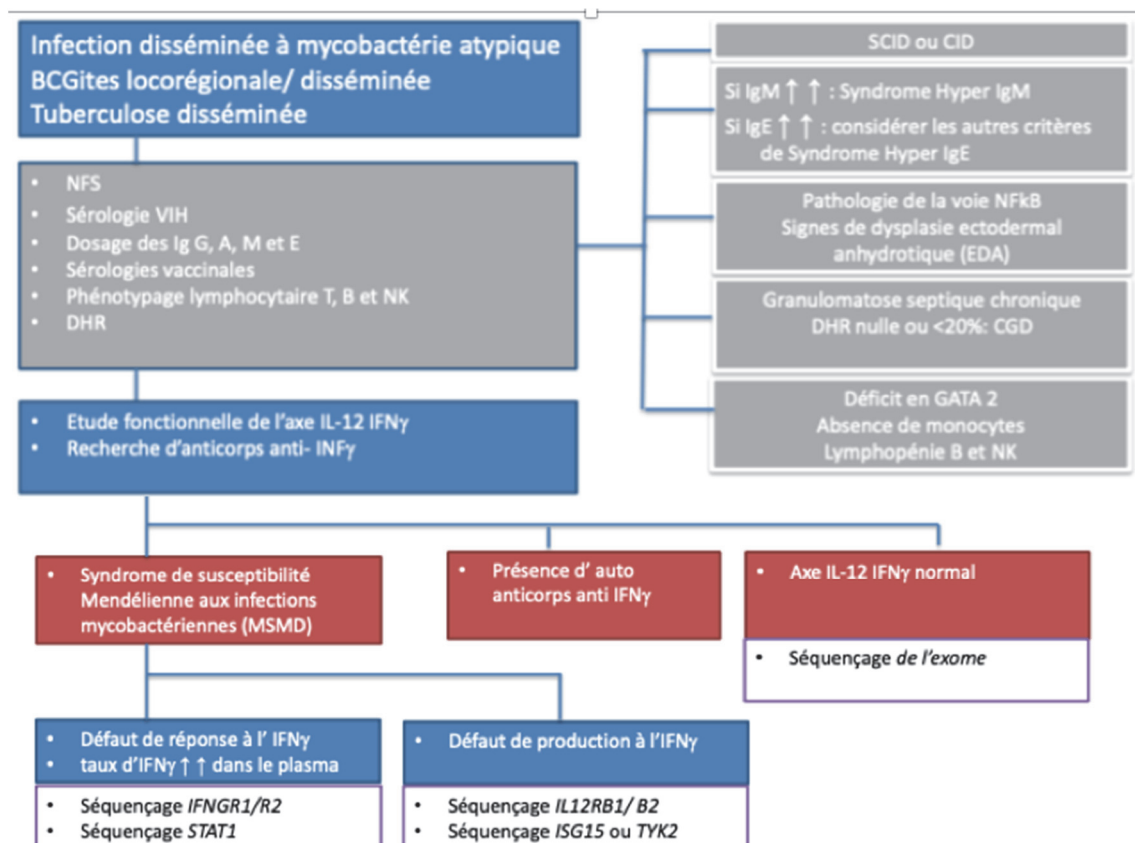 Infection disséminée à mycobactérie atypique
BCGites locorégionale/ disséminée
Tuberculose disséminée
• NFS
• Sérologie VIH
• Dosage des Ig G, A, M et E
• Sérologies vaccinales
• Phénotypage lymphocytaire T, B et NK
• DHR
SCID ou CID
Si IgM ↑ ↑ : Syndrome Hyper IgM
Si IgE ↑ ↑ : considérer les autres critères
de Syndrome Hyper IgE
Pathologie de la voie NFkB
Signes de dysplasie ectodermal
anhydrotique (EDA)
Granulomatose septique chronique
DHR nulle ou <20%: CGD
Déficit en GATA 2
Absence de monocytes
Lymphopénie B et NK
• Etude fonctionnelle de l'axe IL-12 IFNγ
• Recherche d'anticorps anti- INFγ
• Syndrome de susceptibilité
Mendélienne aux infections
mycobactériennes (MSMD)
• Présence d' auto
anticorps anti IFNγ
• Axe IL-12 IFNγ normal
• Séquençage de l'exome
• Défaut de réponse à l' IFNγ
• taux d'IFNγ ↑ ↑ dans le plasma
• Séquençage IFNGR1/R2
• Séquençage STAT1
• Défaut de production à l'IFNγ
• Séquençage IL12RB1/ B2
• Séquençage ISG15 ou TYK2